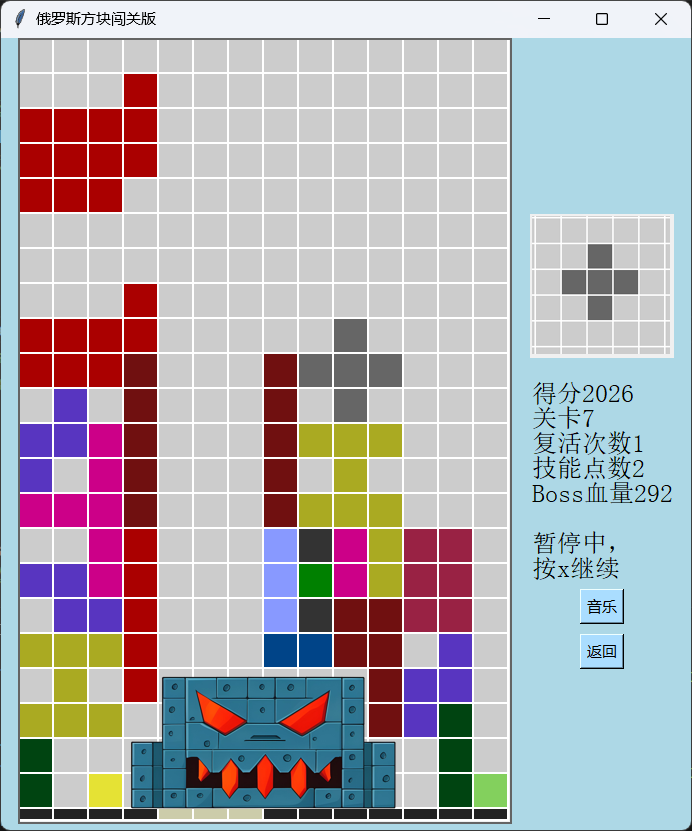 俄罗斯方块闯关版
得分2026
关卡7
复活次数1
技能点数2
Boss血量292
暂停中，
按x继续
音乐
返回